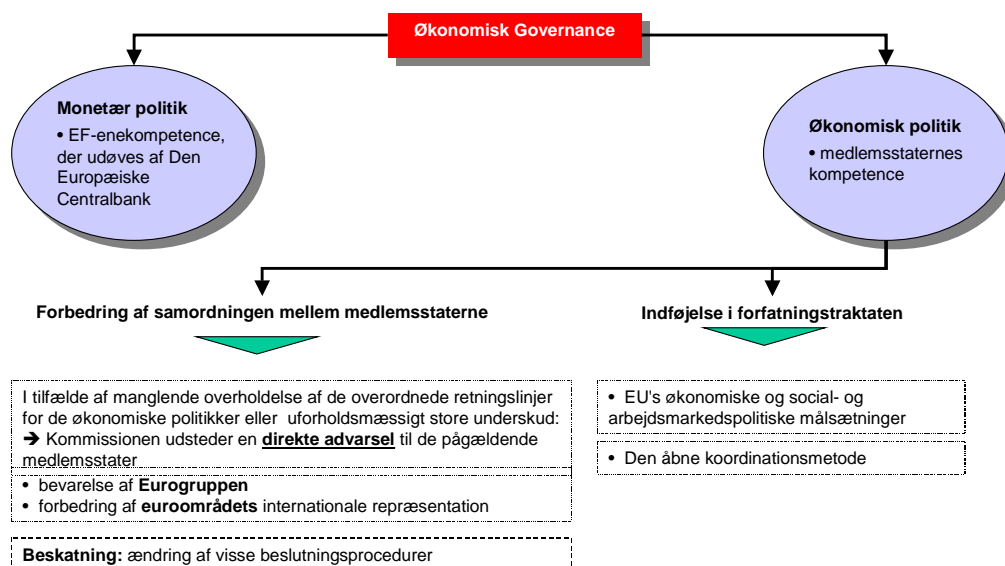 Økonomisk Governance
Monetær politik
• EF-enekompetence,
der udøves af Den
Europæiske
Centralbank
Økonomisk politik
• medlemsstaternes
kompetence
Forbedring af samordningen mellem medlemsstaterne
Indføjelse i forfatningstraktaten
I tilfælde af manglende overholdelse af de overordnede retningslinjer
for de økonomiske politikker eller uforholdsmæssigt store underskud:
➔ Kommissionen udsteder en direkte advarsel til de pågældende
medlemsstater
• bevarelse af Eurogruppen
• forbedring af euroområdets internationale repræsentation
Beskatning: ændring af visse beslutningsprocedurer
• EU's økonomiske og social- og
arbejdsmarkedspolitiske målsætninger
• Den åbne koordinationsmetode